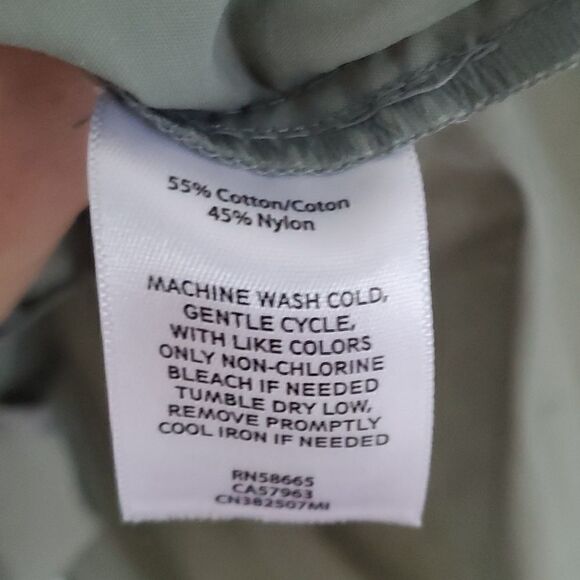 55% Cotton/Coton
45% Nylon
MACHINE WASH COLD,
GENTLE CYCLE,
WITH LIKE COLORS
ONLY NON-CHLORINE
BLEACH IF NEEDED
TUMBLE DRY LOW,
REMOVE PROMPTLY
COOL IRON IF NEEDED
RN58665
CA57963
CN382507MI